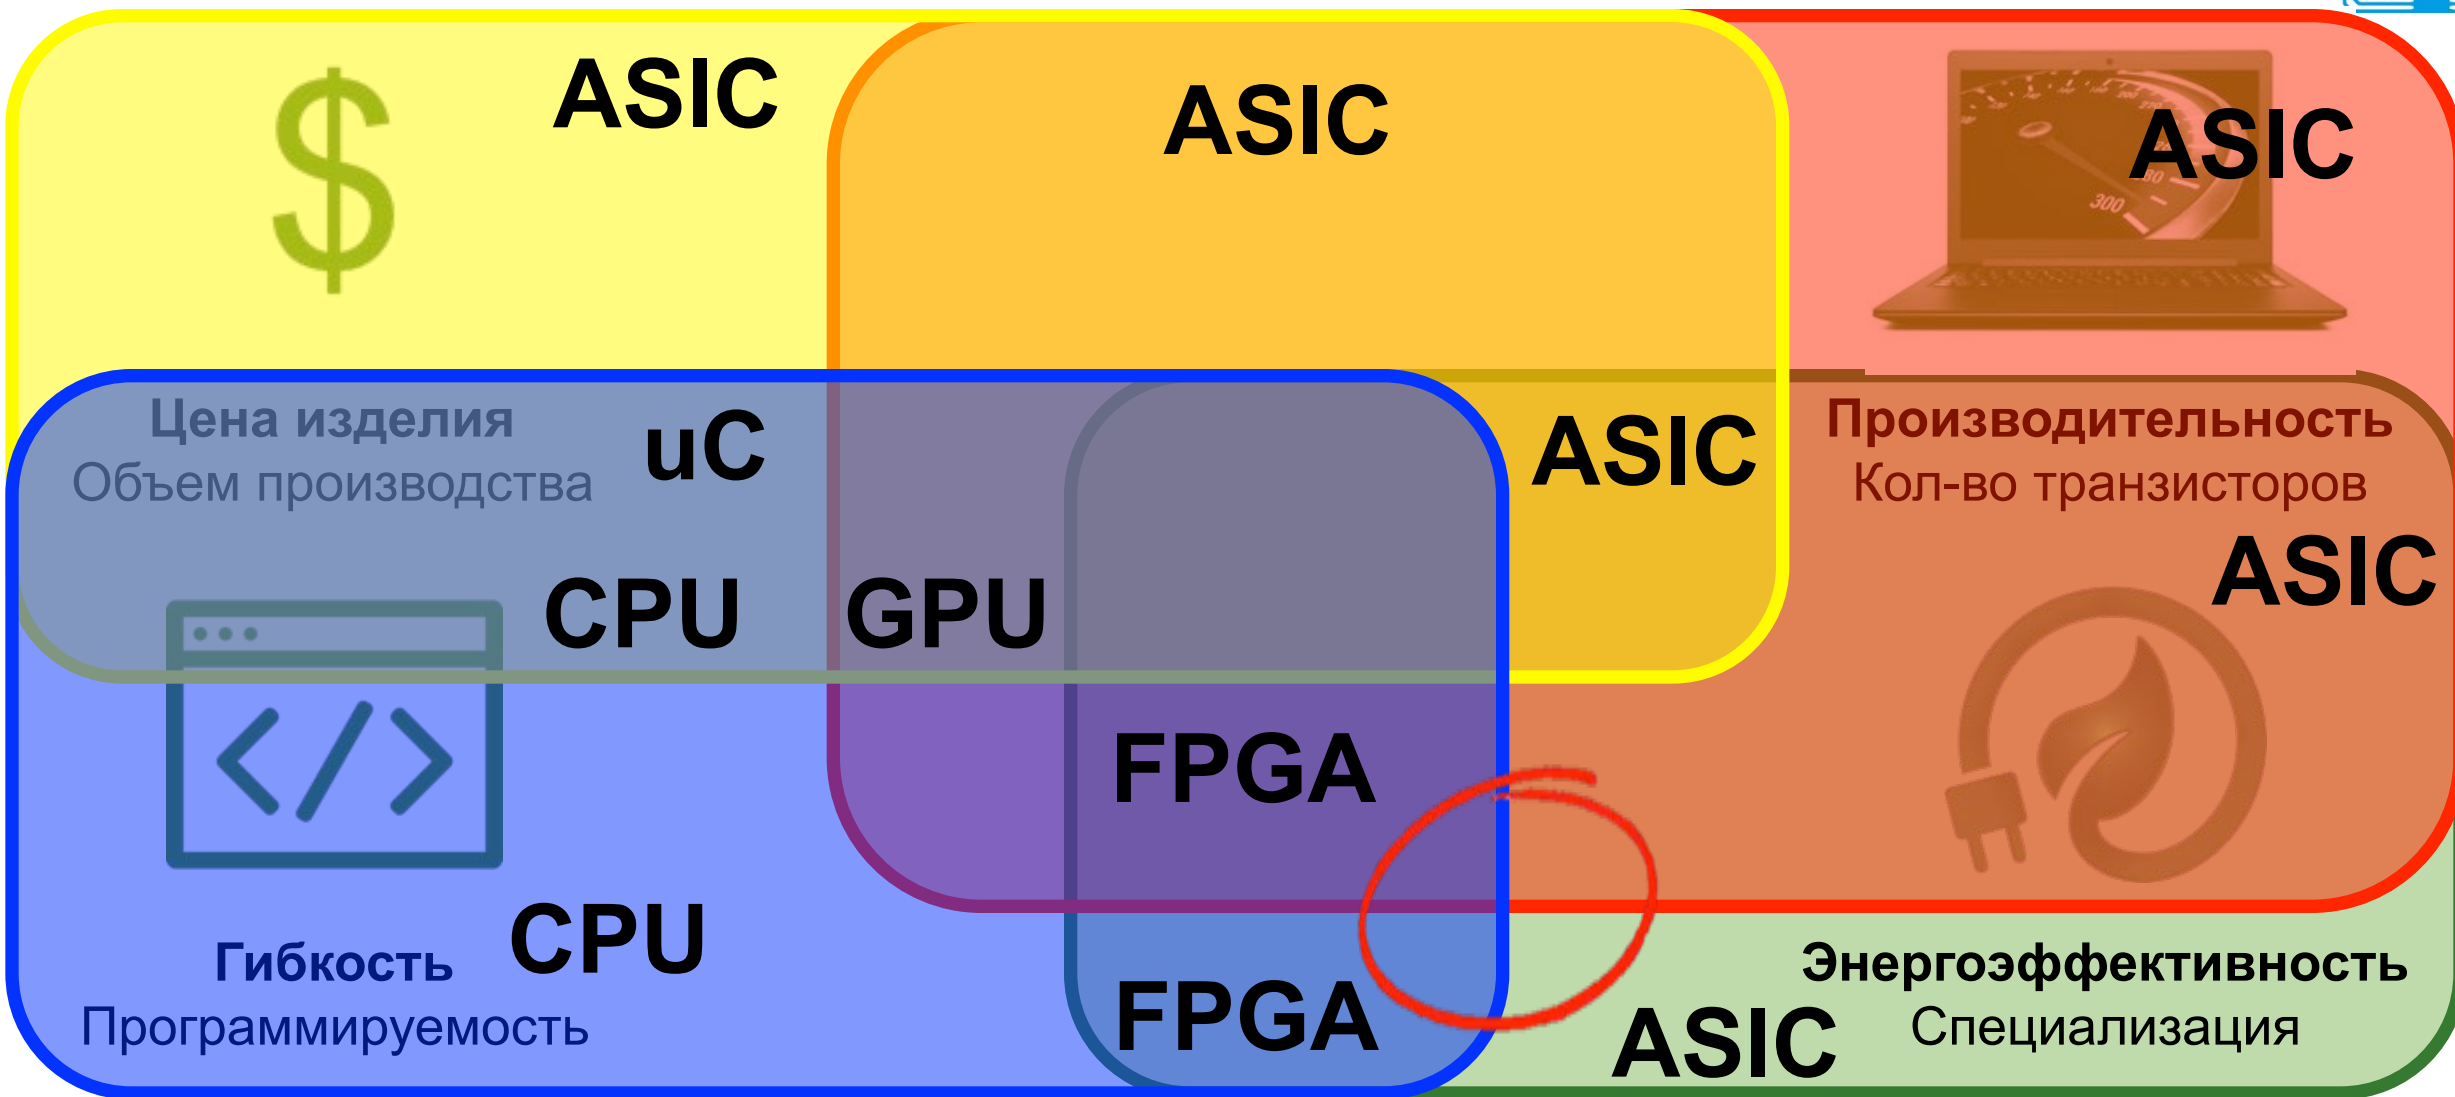 ASIC
ASIC
ASIC
300
Цена изделия
Объем производства
uC
ASIC
Производительность
Кол-во транзисторов
CPU
GPU
ASIC
</>
FPGA
CPU
Гибкость
Программируемость
FPGA
ASIC
Энергоэффективность
Специализация